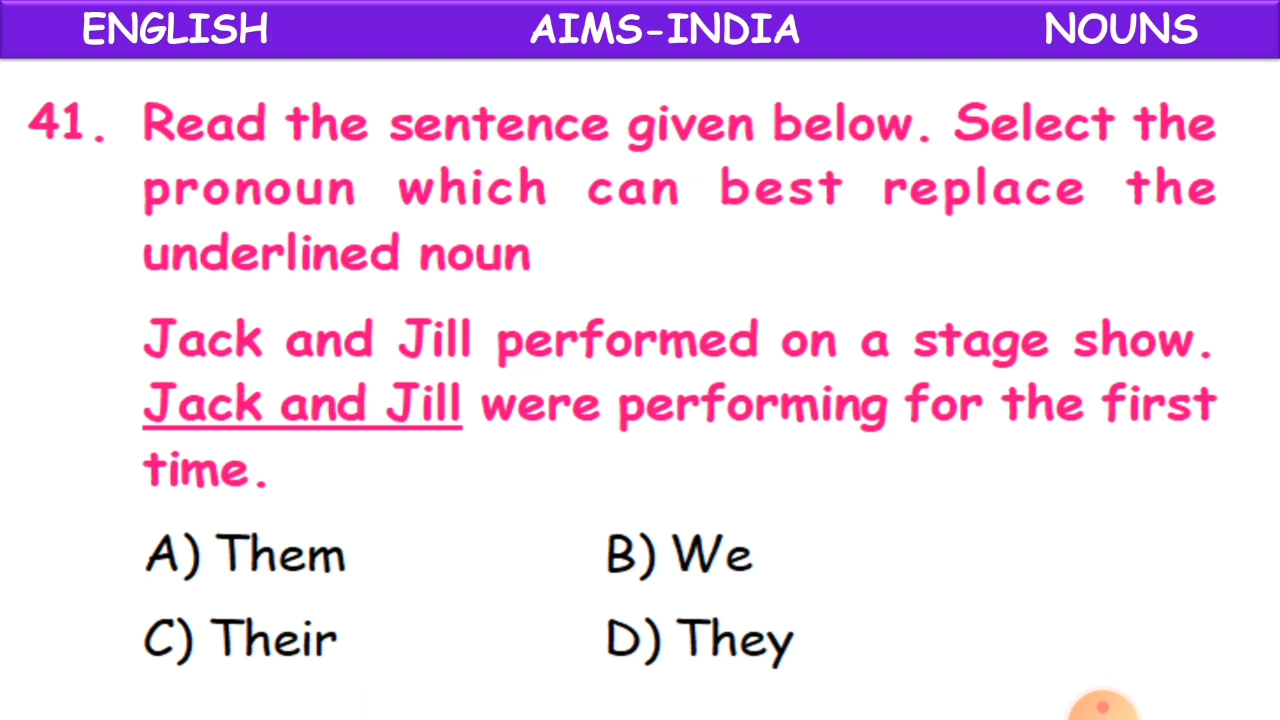 ENGLISH AIMS-INDIA NOUNS
41. Read the sentence given below. Select the
pronoun which can best replace the
underlined noun
Jack and Jill performed on a stage show.
Jack and Jill were performing for the first
time.
A) Them B) We
C) Their D) They